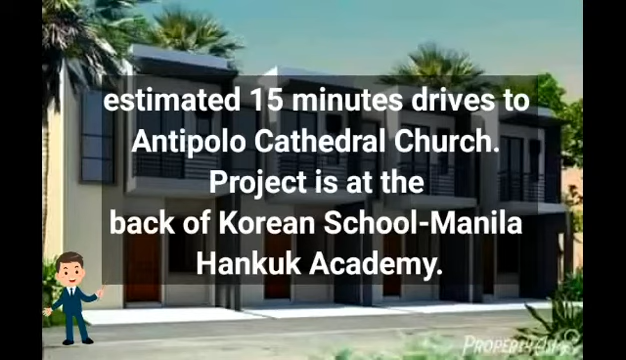 estimated 15 minutes drives to
Antipolo Cathedral Church.
Project is at the
back of Korean School-Manila
Hankuk Academy.